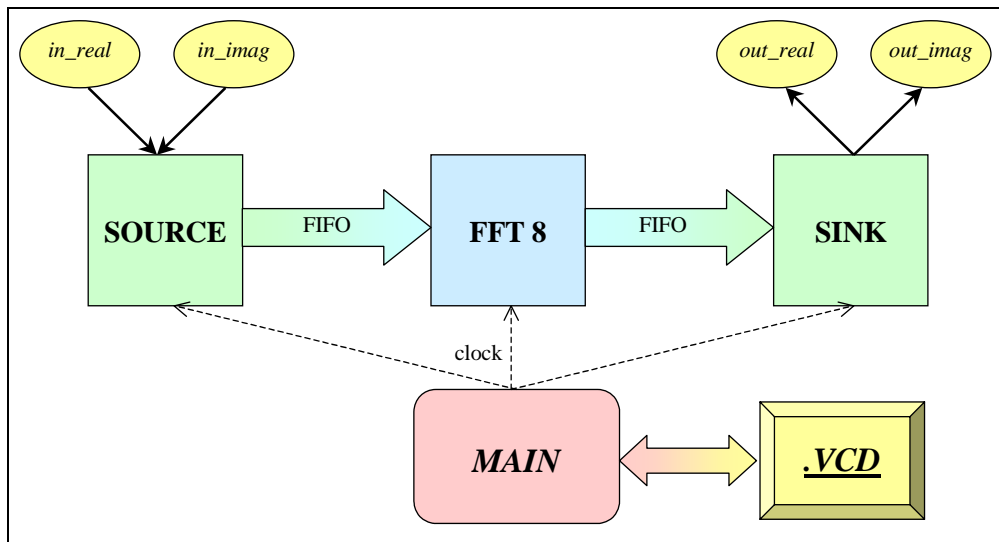 in_real
in_imag
out_real
out_imag
SOURCE
FIFO
FFT 8
FIFO
SINK
clock
MAIN
.VCD